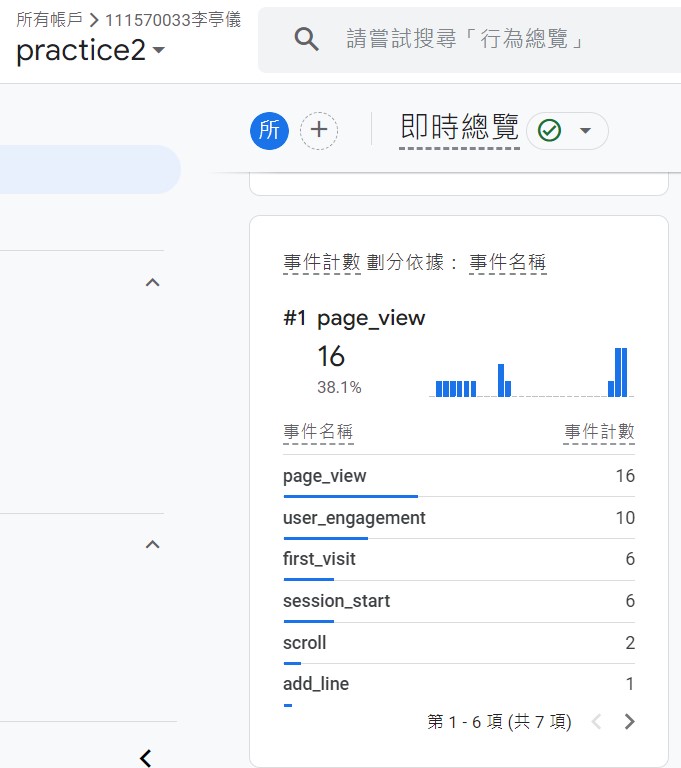 所有帳戶 > 111570033李亭儀
practice2
請嘗試搜尋「行為總覽」
所
即時總覽
事件計數 劃分依據： 事件名稱
#1 page_view
16
38.1%
事件名稱 事件計數
page_view 16
user_engagement 10
first_visit 6
session_start 6
scroll 2
add_line 1
第 1 - 6 項 (共 7 項)